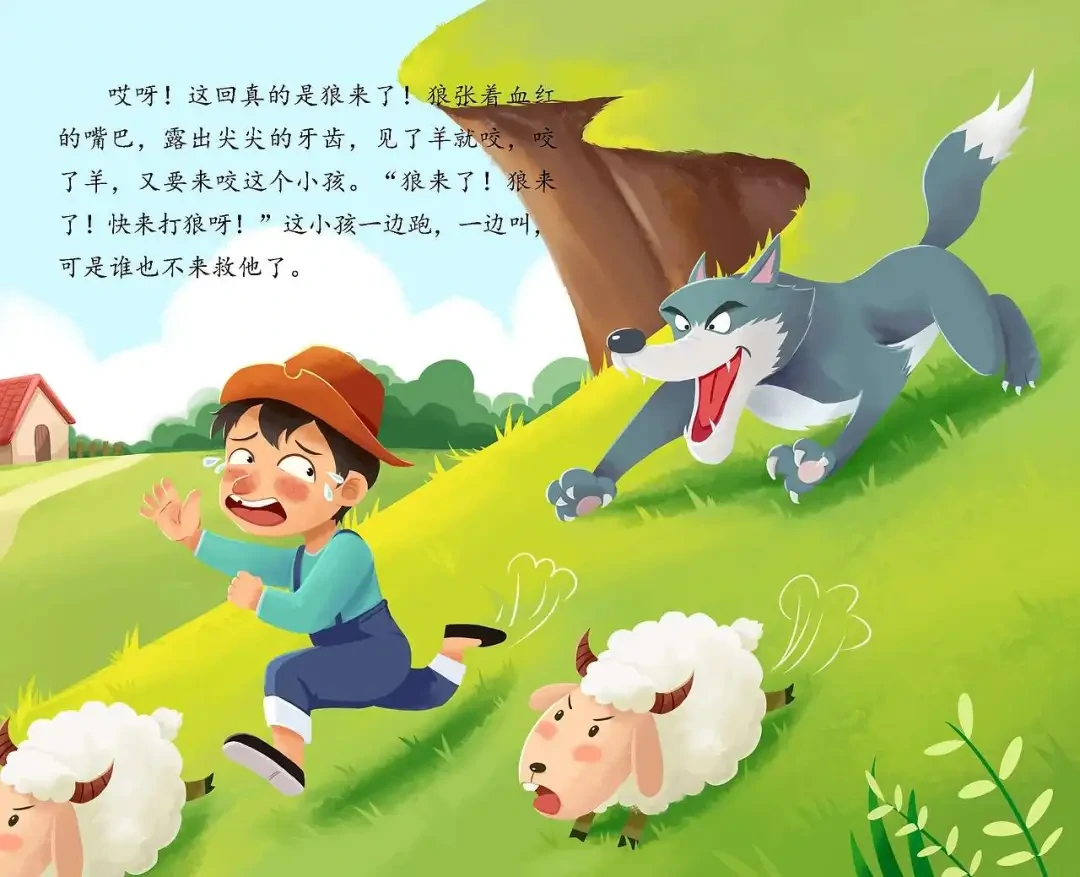 哎呀！这回真的是狼来了！狼张着血红
的嘴巴，露出尖尖的牙齿，见了羊就咬，咬
了羊，又要来咬这个小孩。“狼来了！狼来
了！快来打狼呀！”这小孩一边跑，一边叫，
可是谁也不来救他了。